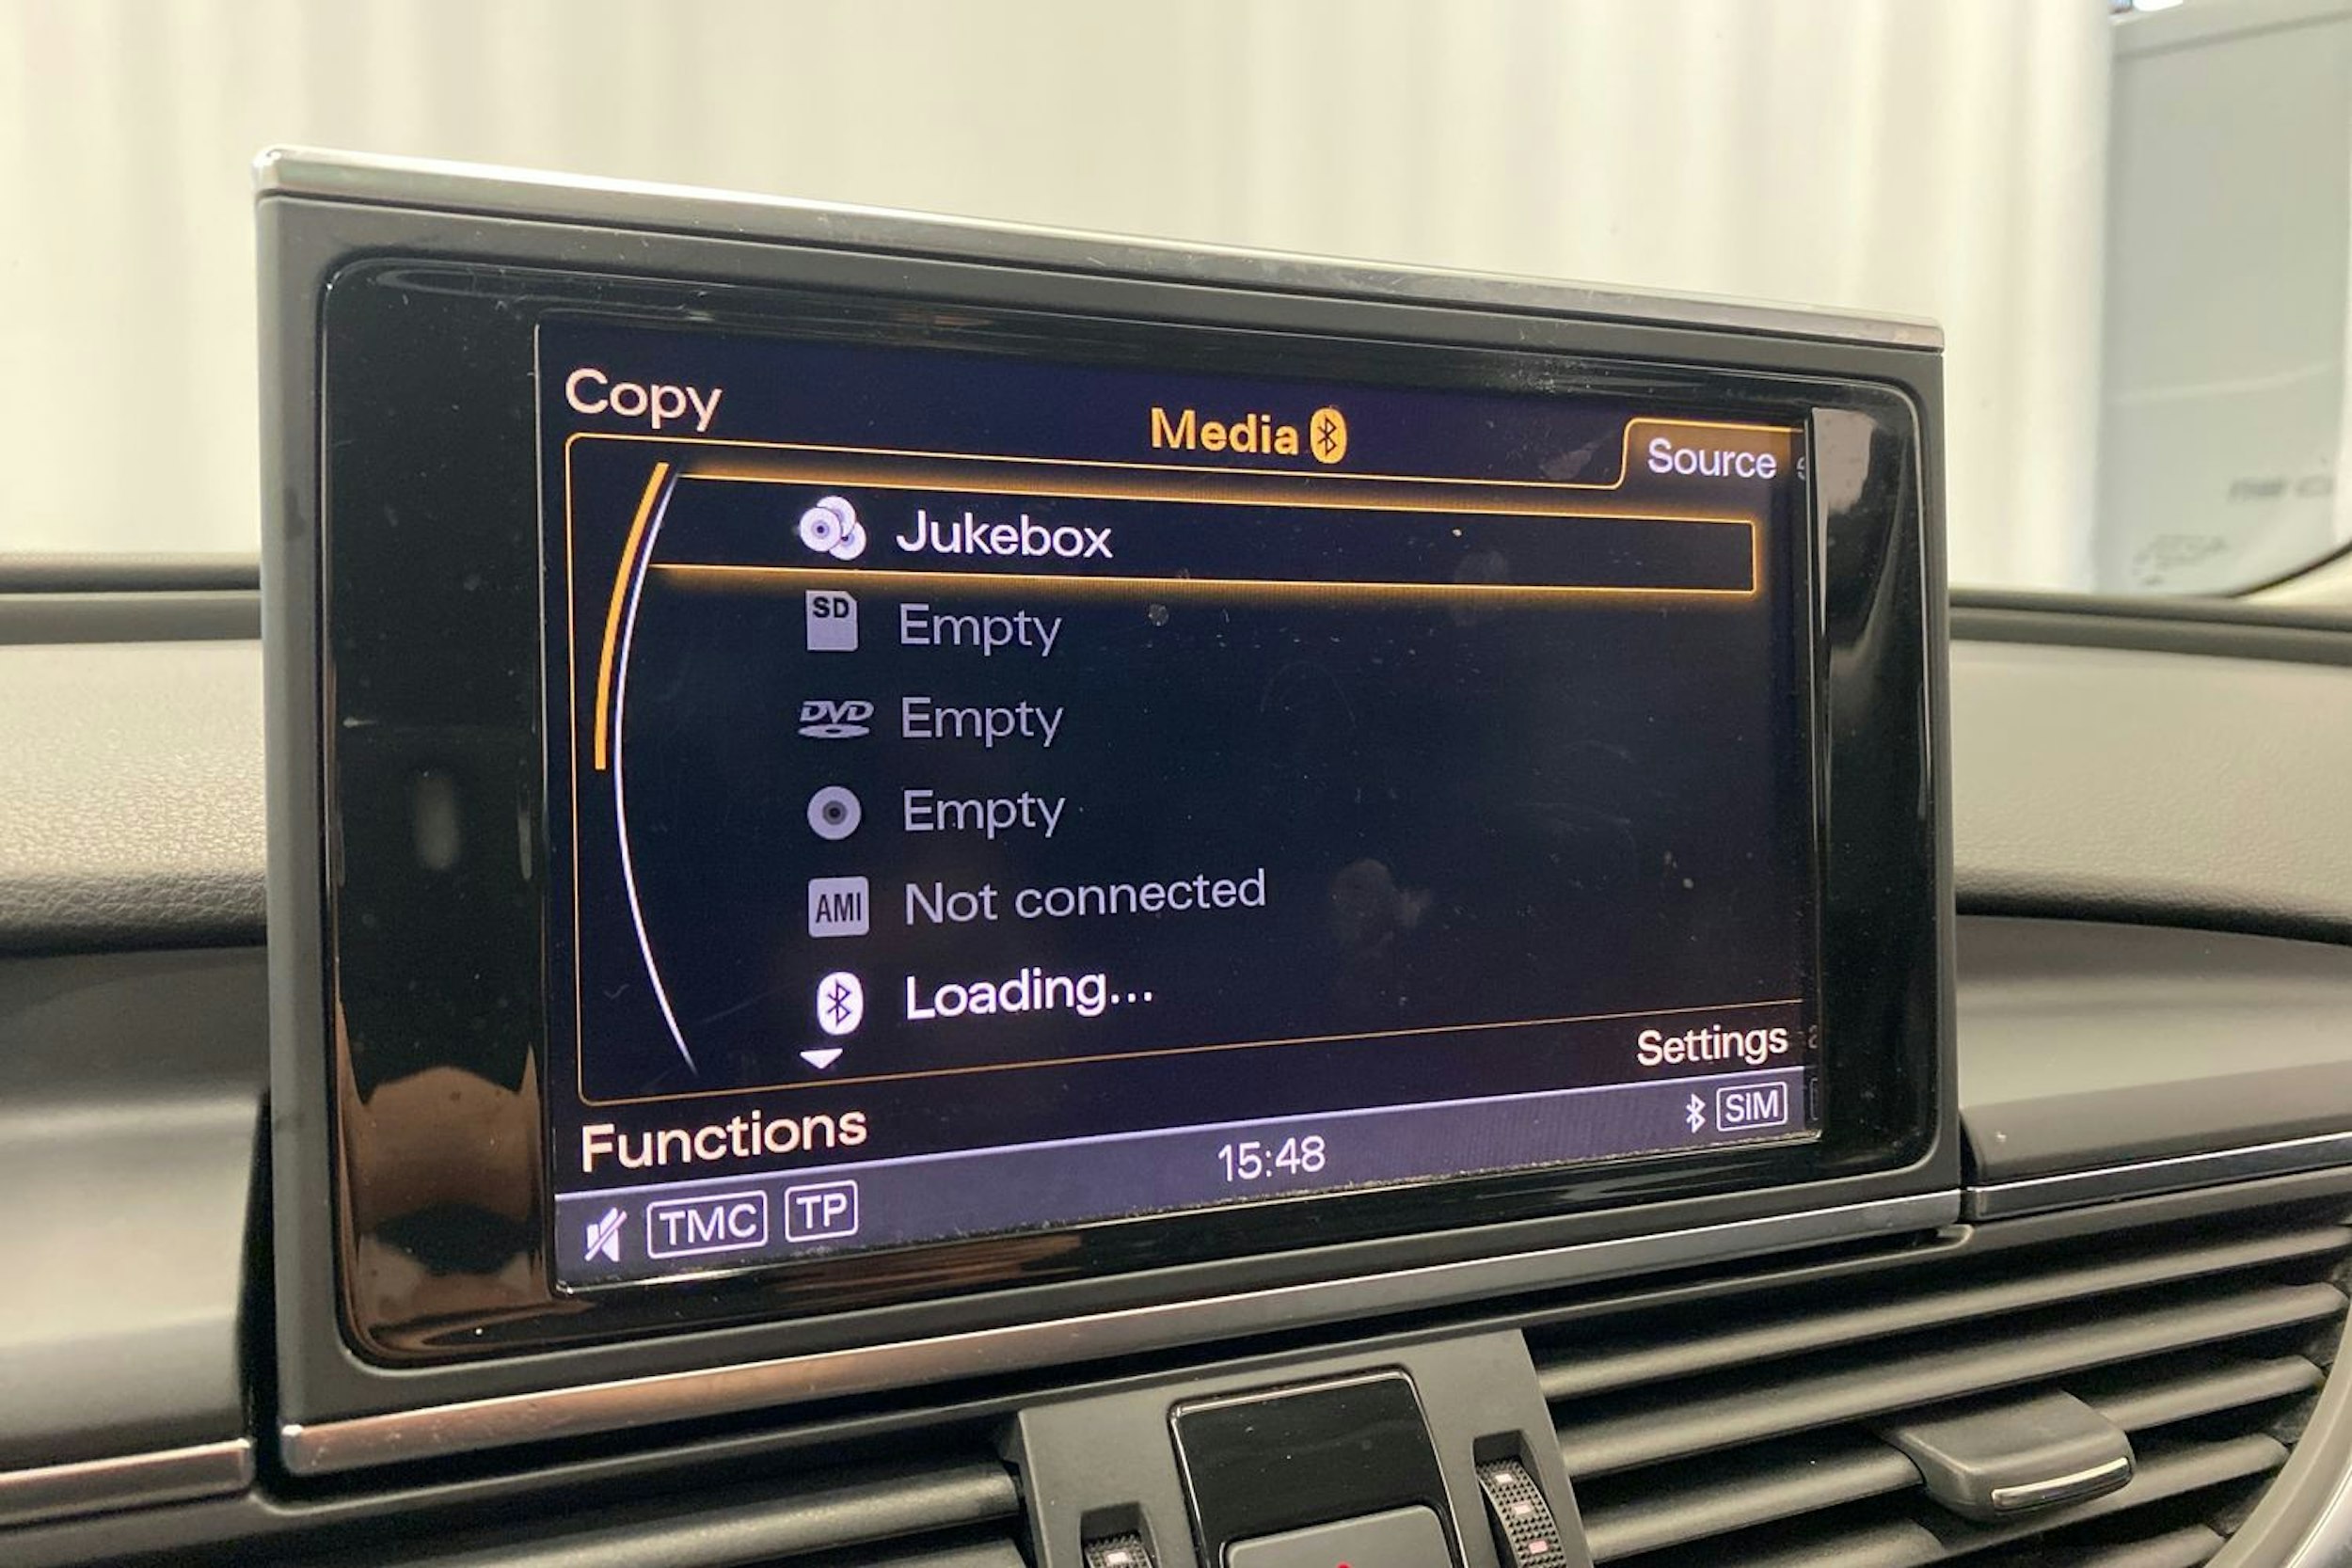 Copy
Media
Source
Jukebox
SD Empty
DVD Empty
Empty
AMI Not connected
Loading...
Settings
Functions
15:48
SIM
TMC TP